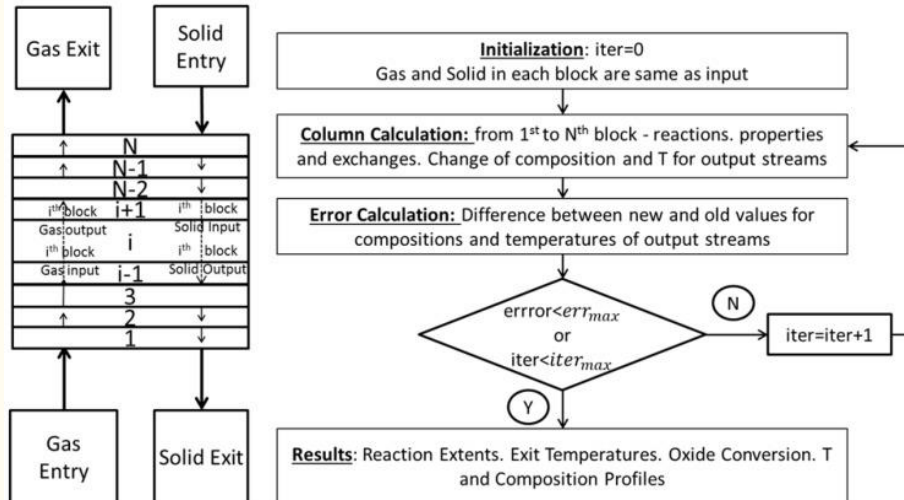 Gas Exit
Solid
Entry
N
N-1
N-2
i+1
ith block
Gas output
ith block
Solid Input
i
ith block
Gas input
ith block
Solid Output
i-1
3
2
1
Gas
Entry
Solid Exit
Initialization: iter=0
Gas and Solid in each block are same as input
Column Calculation: from 1st to Nth block - reactions. properties
and exchanges. Change of composition and T for output streams
Error Calculation: Difference between new and old values for
compositions and temperatures of output streams
errror<err_max
or
iter<iter_max
N
iter=iter+1
Y
Results: Reaction Extents. Exit Temperatures. Oxide Conversion. T
and Composition Profiles